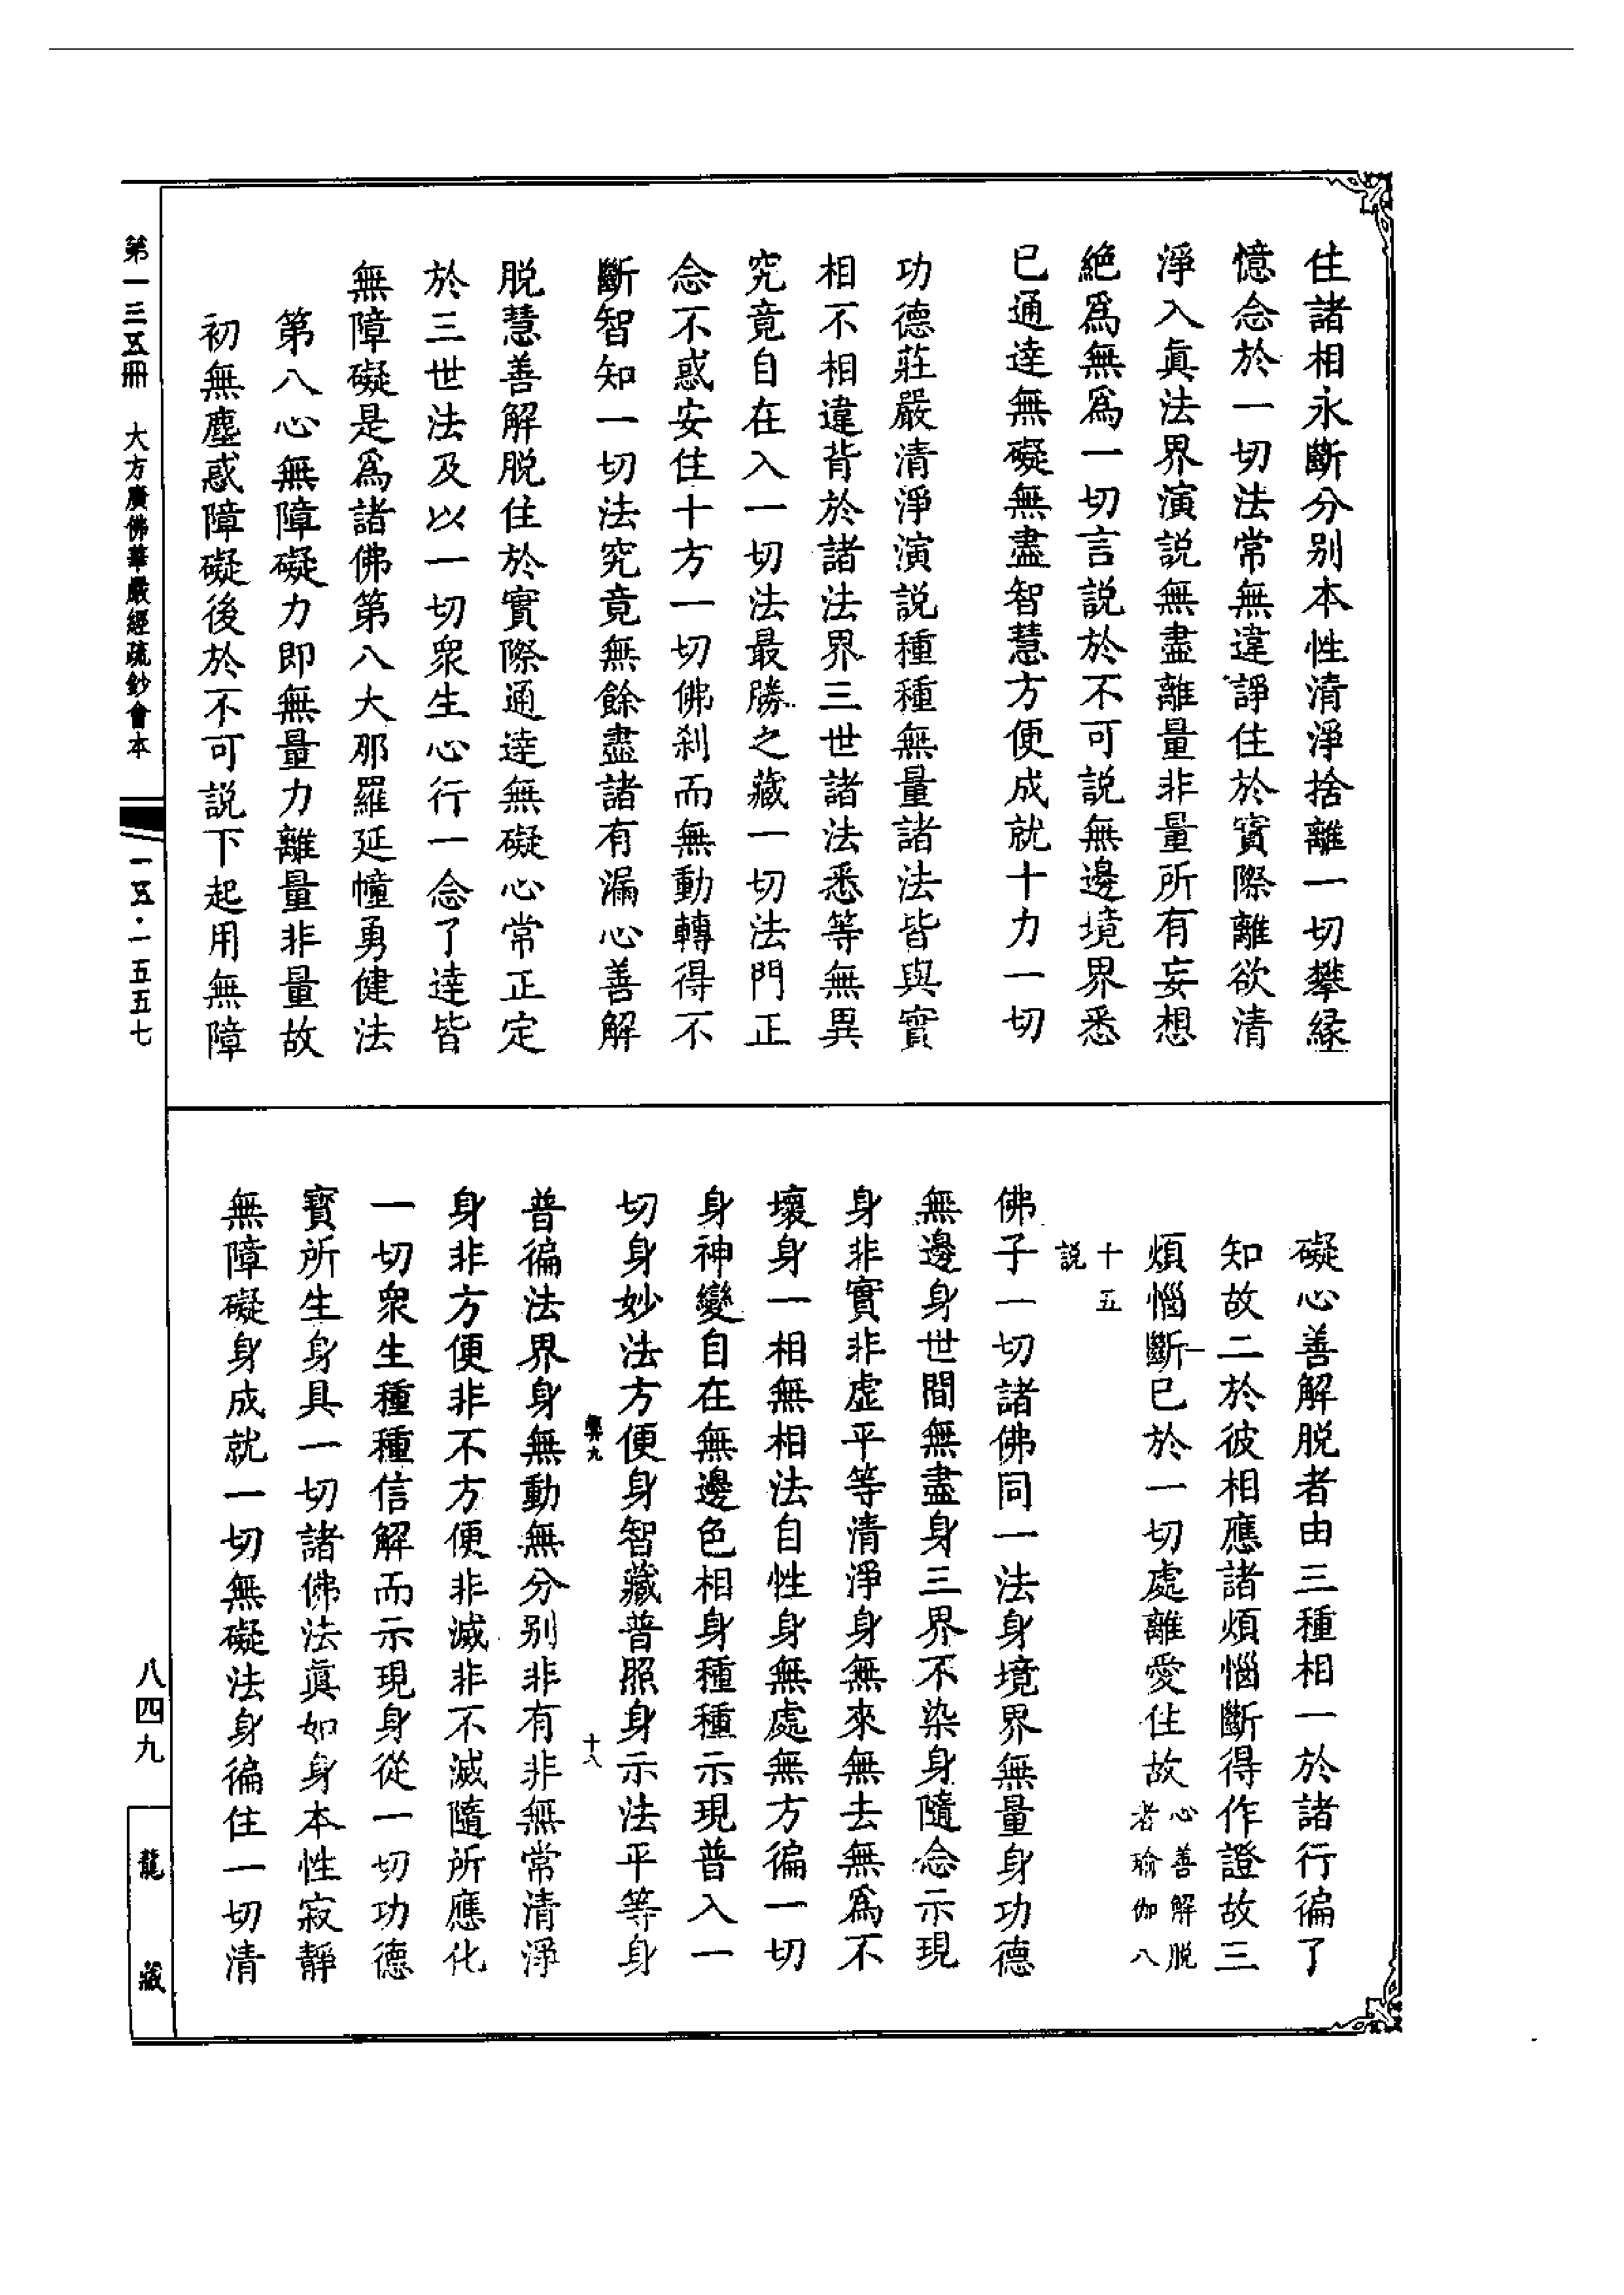 住諸相永斷分别本性清淨捨離一切攀緣
憶念於一切法常無違諍住於實際離欲清
淨入眞法界演説無盡離量非量所有妄想
絶爲無爲一切言説於不可説無邊境界悉
已通達無礙無盡智慧方便成就十力一切
功德莊嚴清淨演説種種無量諸法皆與實
相不相違背於諸法界三世諸法悉等無異
究竟自在入一切法最勝之藏一切法門正
念不惑安住十方一切佛刹而無動轉得不
斷智知一切法究竟無餘盡諸有漏心善解
脱慧善解脱住於實際通達無礙心常正定
於三世法及以一切衆生心行一念了達皆
無障礙是爲諸佛第八大那羅延幢勇健法
第八心無障礙力即無量力離量非量故
初無塵惑障礙後於不可説下起用無障
礙心善解脱者由三種相一於諸行徧了
知故二於彼相應諸煩惱斷得作證故三
煩惱斷已於一切處離愛住故心善解脱
者瑜伽八
十五
説
佛子一切諸佛同一法身境界無量身功德
無邊身世間無盡身三界不染身隨念示現
身非實非虚平等清淨身無來無去無爲不
壞身一相無相法自性身無處無方徧一切
身神變自在無邊色相身種種示現普入一
切身妙法方便身智藏普照身示法平等身
十八
普徧法界身無動無分别非有非無常清淨
身非方便非不方便非滅非不滅隨所應化
一切衆生種種信解而示現身從一切功德
寳所生身具一切諸佛法眞如身本性寂靜
無障礙身成就一切無礙法身徧住一切清
第一三五冊 大方廣佛華嚴經疏鈔會本 一三五·一五五七
八四九
龍藏